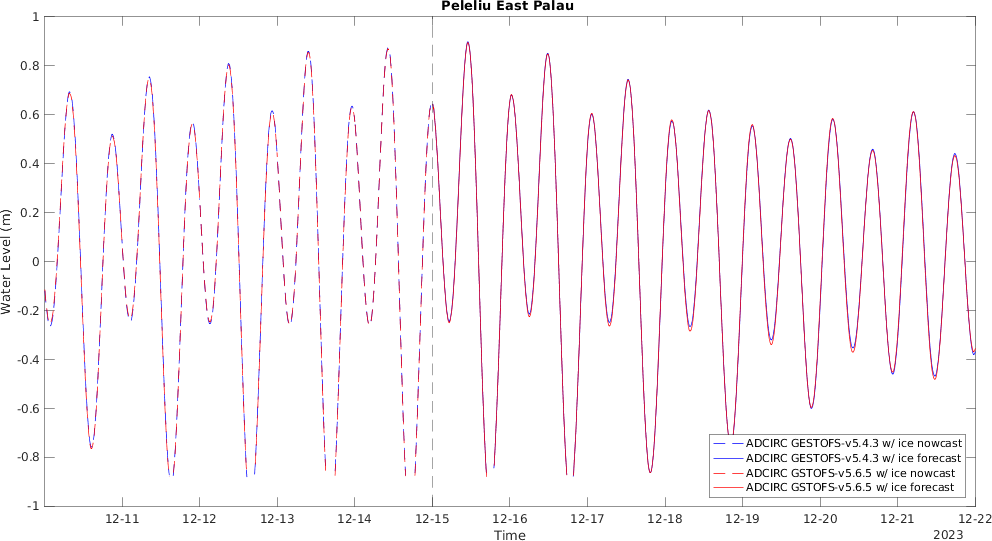 Peleliu East Palau
1
0.8
0.6
0.4
0.2
0
-0.2
-0.4
-0.6
-0.8
-1
Water Level (m)
ADCIRC GESTOFS-v5.4.3 w/ ice nowcast
ADCIRC GESTOFS-v5.4.3 w/ ice forecast
ADCIRC GSTOFS-v5.6.5 w/ ice nowcast
ADCIRC GSTOFS-v5.6.5 w/ ice forecast
12-11 12-12 12-13 12-14 12-15 12-16 12-17 12-18 12-19 12-20 12-21 12-22
Time
2023